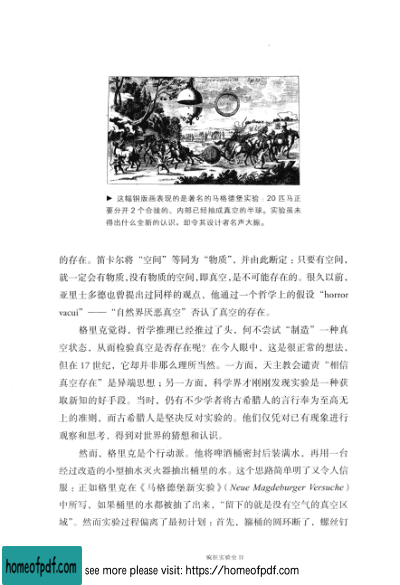 ▶ 这幅铜版画表现的是著名的马格德堡实验：20 匹马正
要分开 2 个合拢的、内部已经抽成真空的半球。实验虽未
得出什么全新的认识，却令其设计者名声大振。
的存在。笛卡尔将“空间”等同为“物质”，并由此断定：只要有空间，
就一定会有物质，没有物质的空间，即真空，是不可能存在的。很久以前，
亚里士多德也曾提出过同样的观点，他通过一个哲学上的假设“horror
vacui”——“自然界厌恶真空”否认了真空的存在。
格里克觉得，哲学推理已经推过了头，何不尝试“制造”一种真
空状态，从而检验真空是否存在呢？在今人眼中，这是很正常的想法，
但在 17 世纪，它却并非那么理所当然。一方面，天主教会谴责“相信
真空存在”是异端思想；另一方面，科学界才刚刚发现实验是一种获
取新知的好手段。当时，仍有不少学者将古希腊人的言行奉为至高无
上的准则，而古希腊人是坚决反对实验的。他们仅凭对已有现象进行
观察和思考，得到对世界的猜想和认识。
然而，格里克是个行动派。他将啤酒桶密封后装满水，再用一台
经过改造的小型抽水灭火器抽出桶里的水。这个思路简单明了又令人信
服：正如格里克在《马格德堡新实验》（Neue Magdeburger Versuche）
中所写，如果桶里的水都被抽了出来，“留下的就是没有空气的真空区
域”。然而实验过程偏离了最初计划：首先，箍桶的圆环断了，螺丝钉
疯狂实验史 II
homeofpdf.com
see more please visit: https://homeofpdf.com